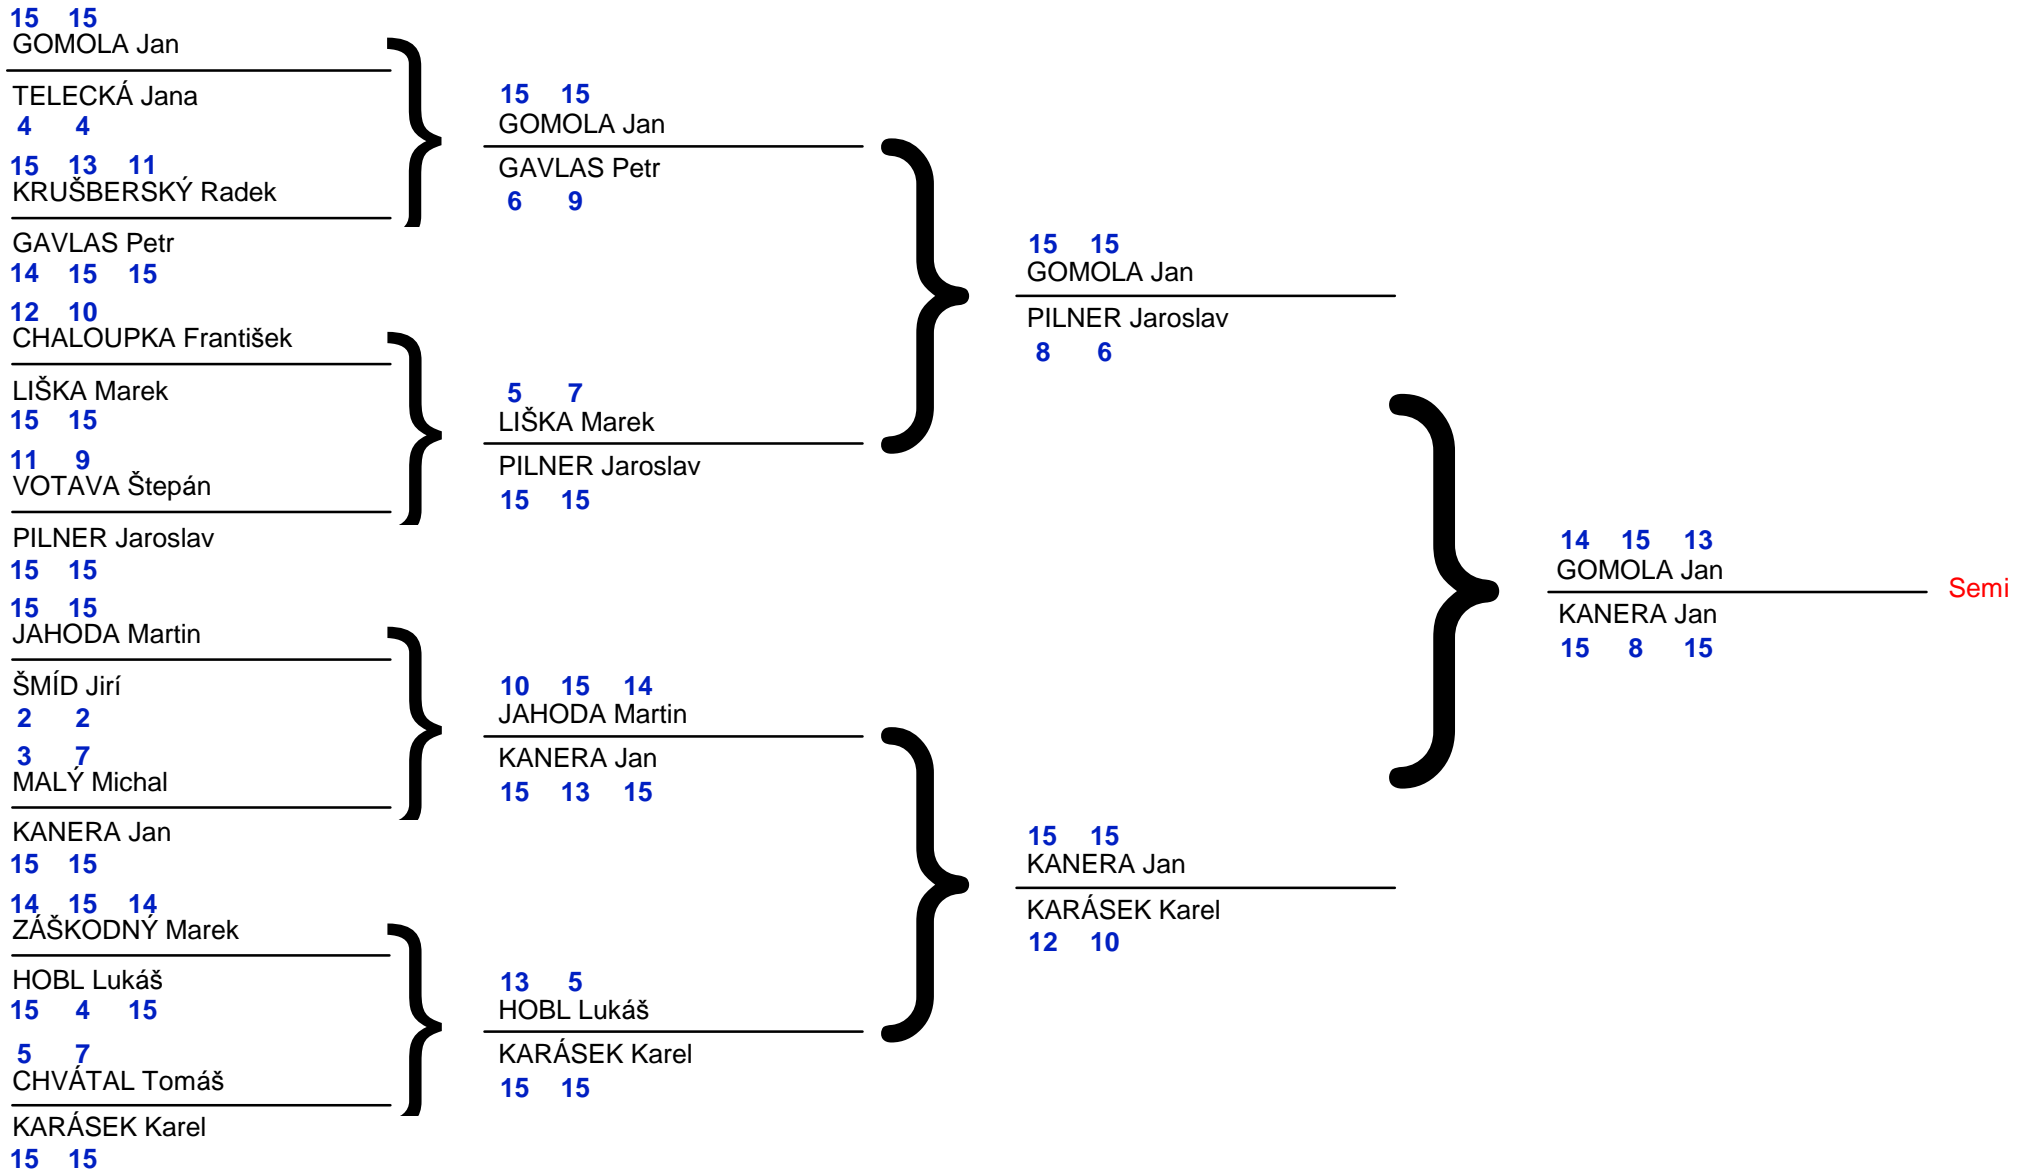 15 15
GOMOLA Jan
TELECKÁ Jana
4 4
15 13 11
KRUŠBERSKÝ Radek
GAVLAS Petr
14 15 15
12 10
CHALOUPKA František
LIŠKA Marek
15 15
11 9
VOTAVA Štepán
PILNER Jaroslav
15 15
15 15
JAHODA Martin
ŠMÍD Jirí
2 2
3 7
MALÝ Michal
KANERA Jan
15 15
14 15 14
ZÁŠKODNÝ Marek
HOBL Lukáš
15 4 15
5 7
CHVÁTAL Tomáš
KARÁSEK Karel
15 15
15 15
GOMOLA Jan
GAVLAS Petr
6 9
5 7
LIŠKA Marek
PILNER Jaroslav
15 15
10 15 14
JAHODA Martin
KANERA Jan
15 13 15
13 5
HOBL Lukáš
KARÁSEK Karel
15 15
15 15
GOMOLA Jan
PILNER Jaroslav
8 6
15 15
KANERA Jan
KARÁSEK Karel
12 10
14 15 13
GOMOLA Jan
KANERA Jan
15 8 15
Semi